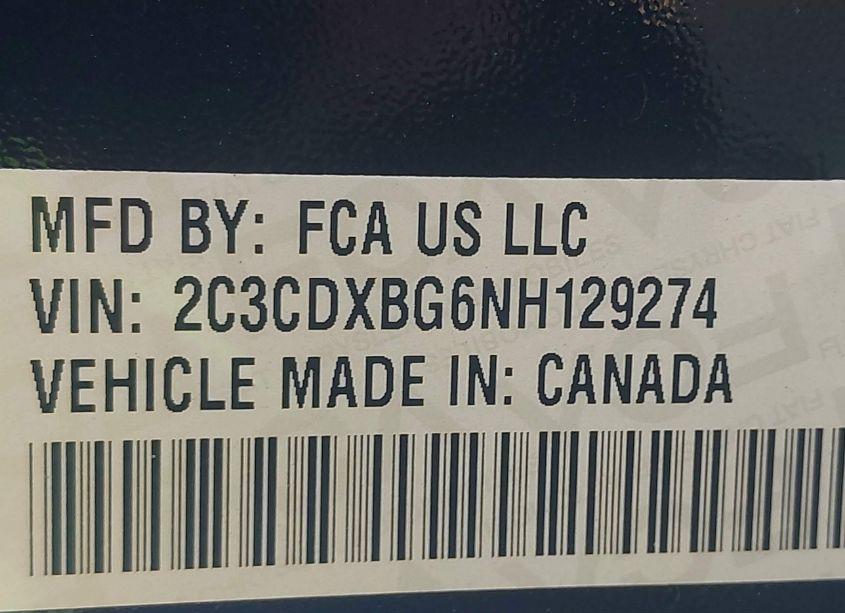 MFD BY: FCA US LLC
VIN: 2C3CDXBG6NH129274
VEHICLE MADE IN: CANADA